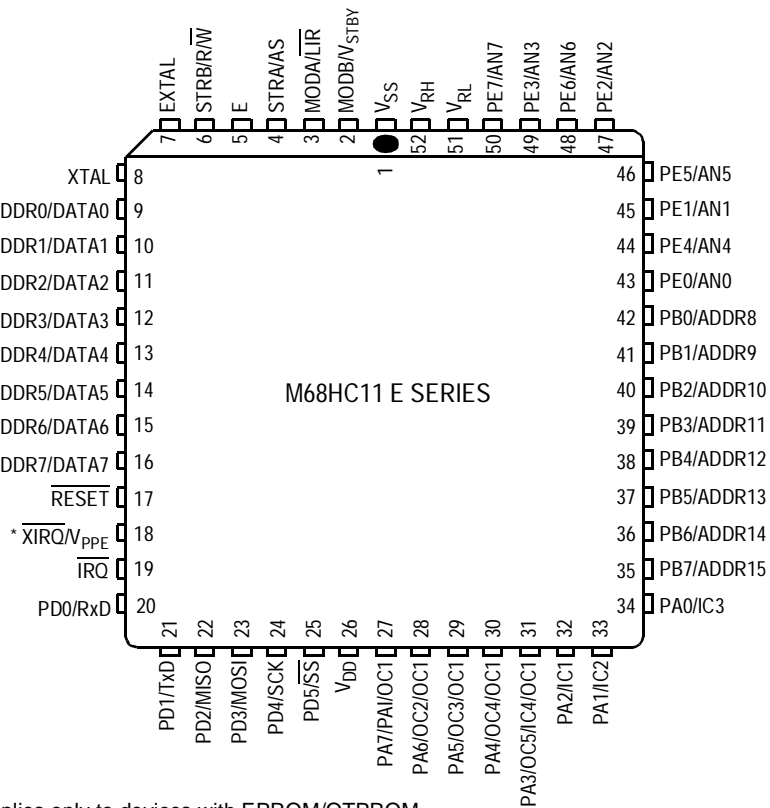 EXTAL
STRB/R/W
E
STRA/AS
MODA/LIR
MODB/VSTBY
VSS
VRH
VRL
PE7/AN7
PE3/AN3
PE6/AN6
PE2/AN2
7
6
5
4
3
2
1
52
51
50
49
48
47
XTAL 8
DDR0/DATA0 9
DDR1/DATA1 10
DDR2/DATA2 11
DDR3/DATA3 12
DDR4/DATA4 13
DDR5/DATA5 14
DDR6/DATA6 15
DDR7/DATA7 16
RESET 17
* XIRQ/VPPE 18
IRQ 19
PD0/RxD 20
M68HC11 E SERIES
46 PE5/AN5
45 PE1/AN1
44 PE4/AN4
43 PE0/AN0
42 PB0/ADDR8
41 PB1/ADDR9
40 PB2/ADDR10
39 PB3/ADDR11
38 PB4/ADDR12
37 PB5/ADDR13
36 PB6/ADDR14
35 PB7/ADDR15
34 PA0/IC3
21
22
23
24
25
26
27
28
29
30
31
32
33
PD1/TxD
PD2/MISO
PD3/MOSI
PD4/SCK
PD5/SS
VDD
PA7/PAI/OC1
PA6/OC2/OC1
PA5/OC3/OC1
PA4/OC4/OC1
PA3/OC5/IC4/OC1
PA2/IC1
PA1/IC2
only to devices with EPROM/OTPROM